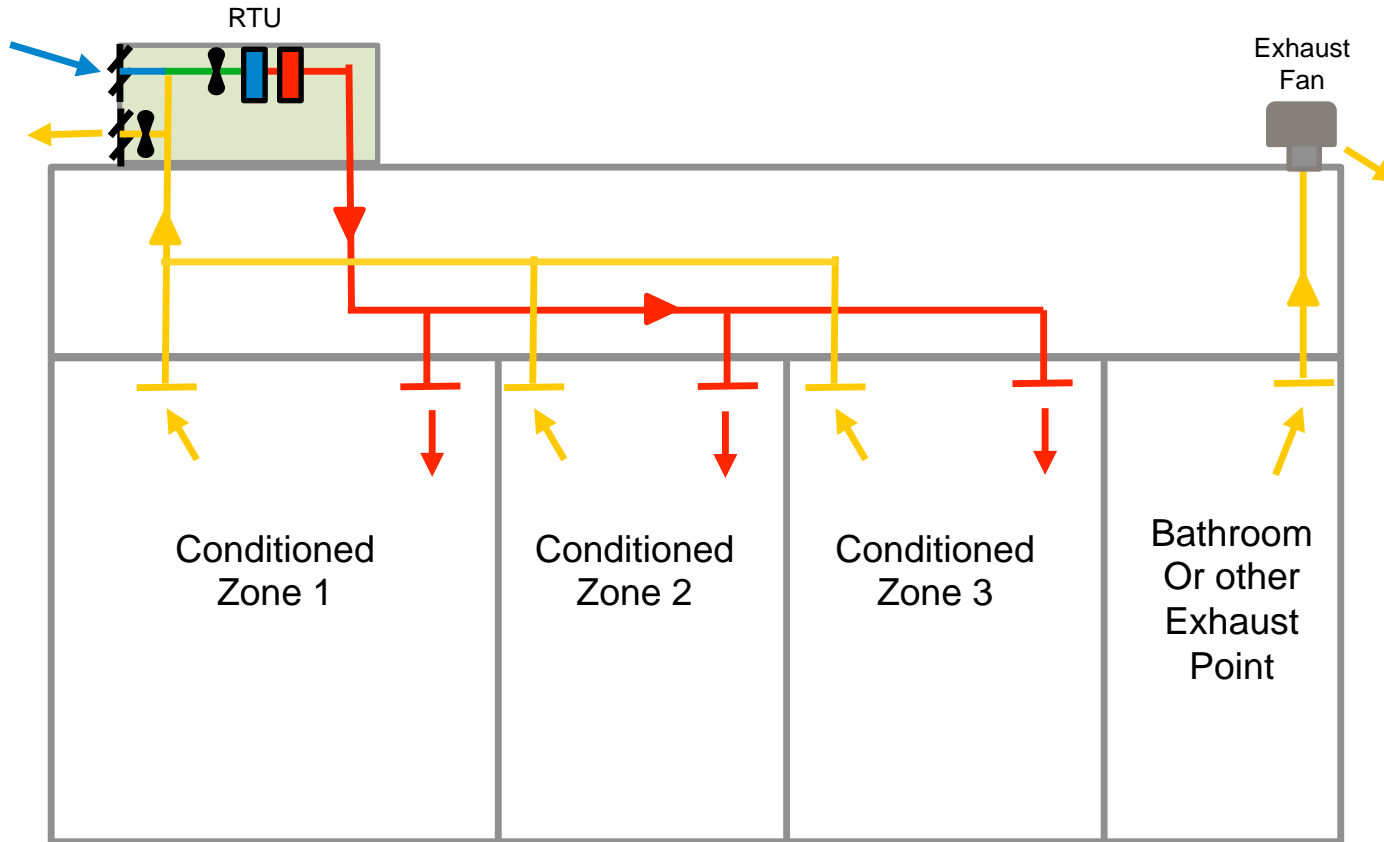 RTU
Exhaust
Fan
Conditioned
Zone 1
Conditioned
Zone 2
Conditioned
Zone 3
Bathroom
Or other
Exhaust
Point